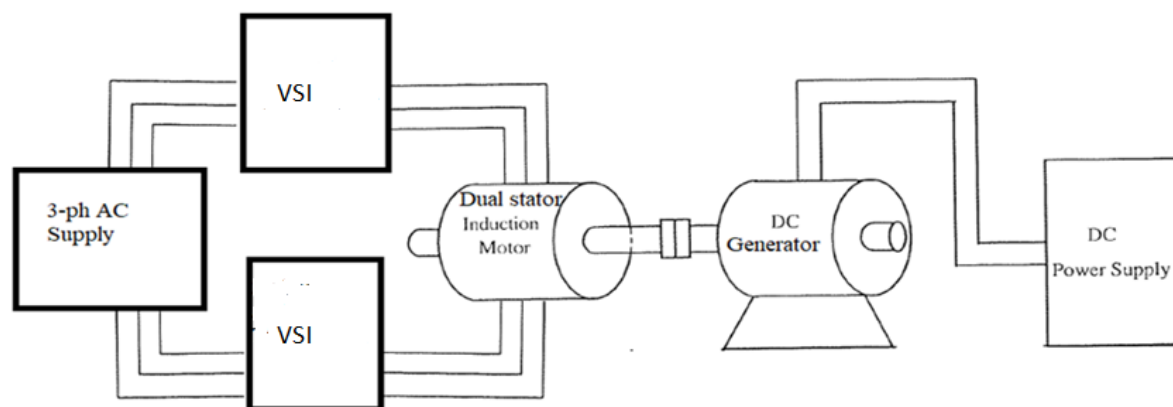 VSI
3-ph AC
Supply
Dual stator
Induction
Motor
DC
Generator
DC
Power Supply
VSI